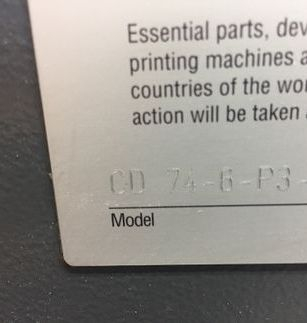 Essential parts, dev
printing machines a
countries of the wor
action will be taken
CD 74-6-P3-
Model